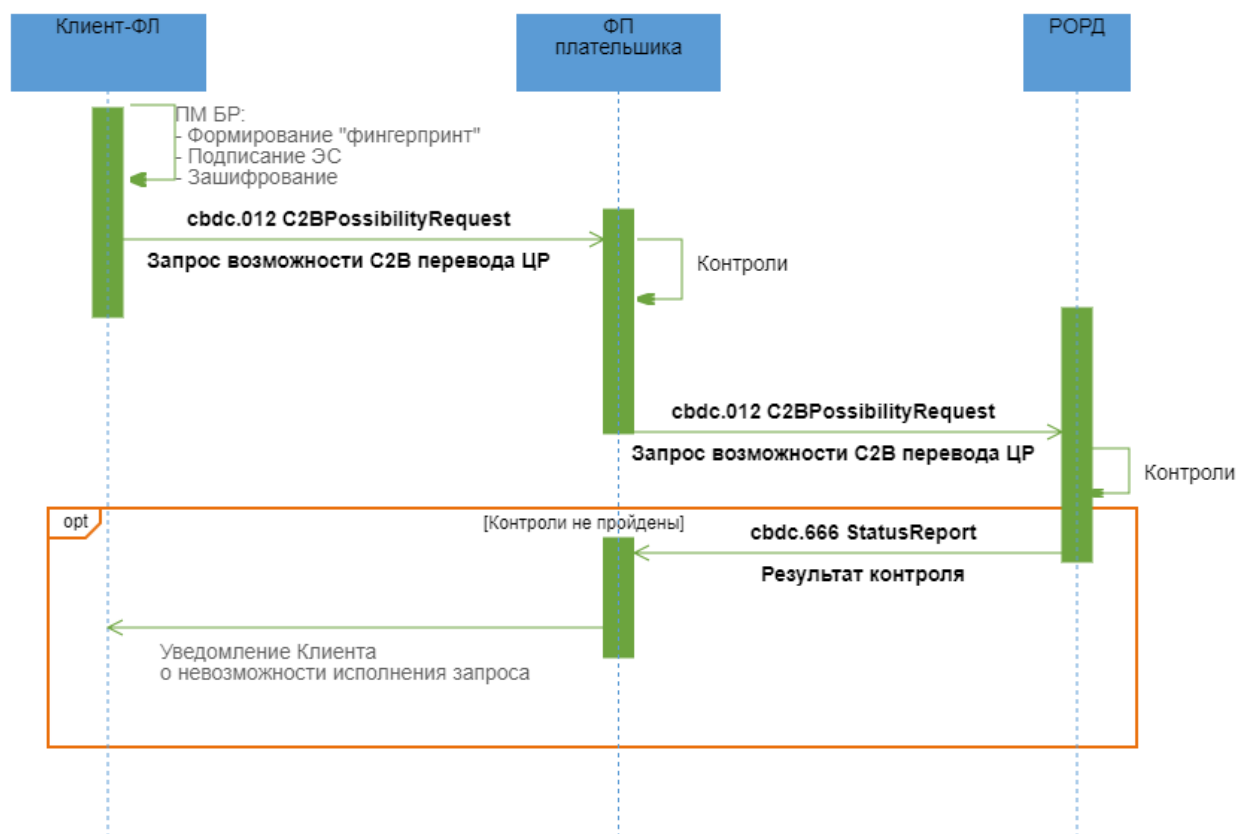 Клиент-ФЛ
ФП
плательшика
РОРД
ПМ БР:
- Формирование "фингерпринт"
- Подписание ЭС
- Зашифрование
cbdc.012 C2BPossibilityRequest
Запрос возможности C2B перевода ЦР
Контроли
cbdc.012 C2BPossibilityRequest
Запрос возможности C2B перевода ЦР
Контроли
opt
[Контроли не пройдены]
cbdc.666 StatusReport
Результат контроля
Уведомление Клиента
о невозможности исполнения запроса